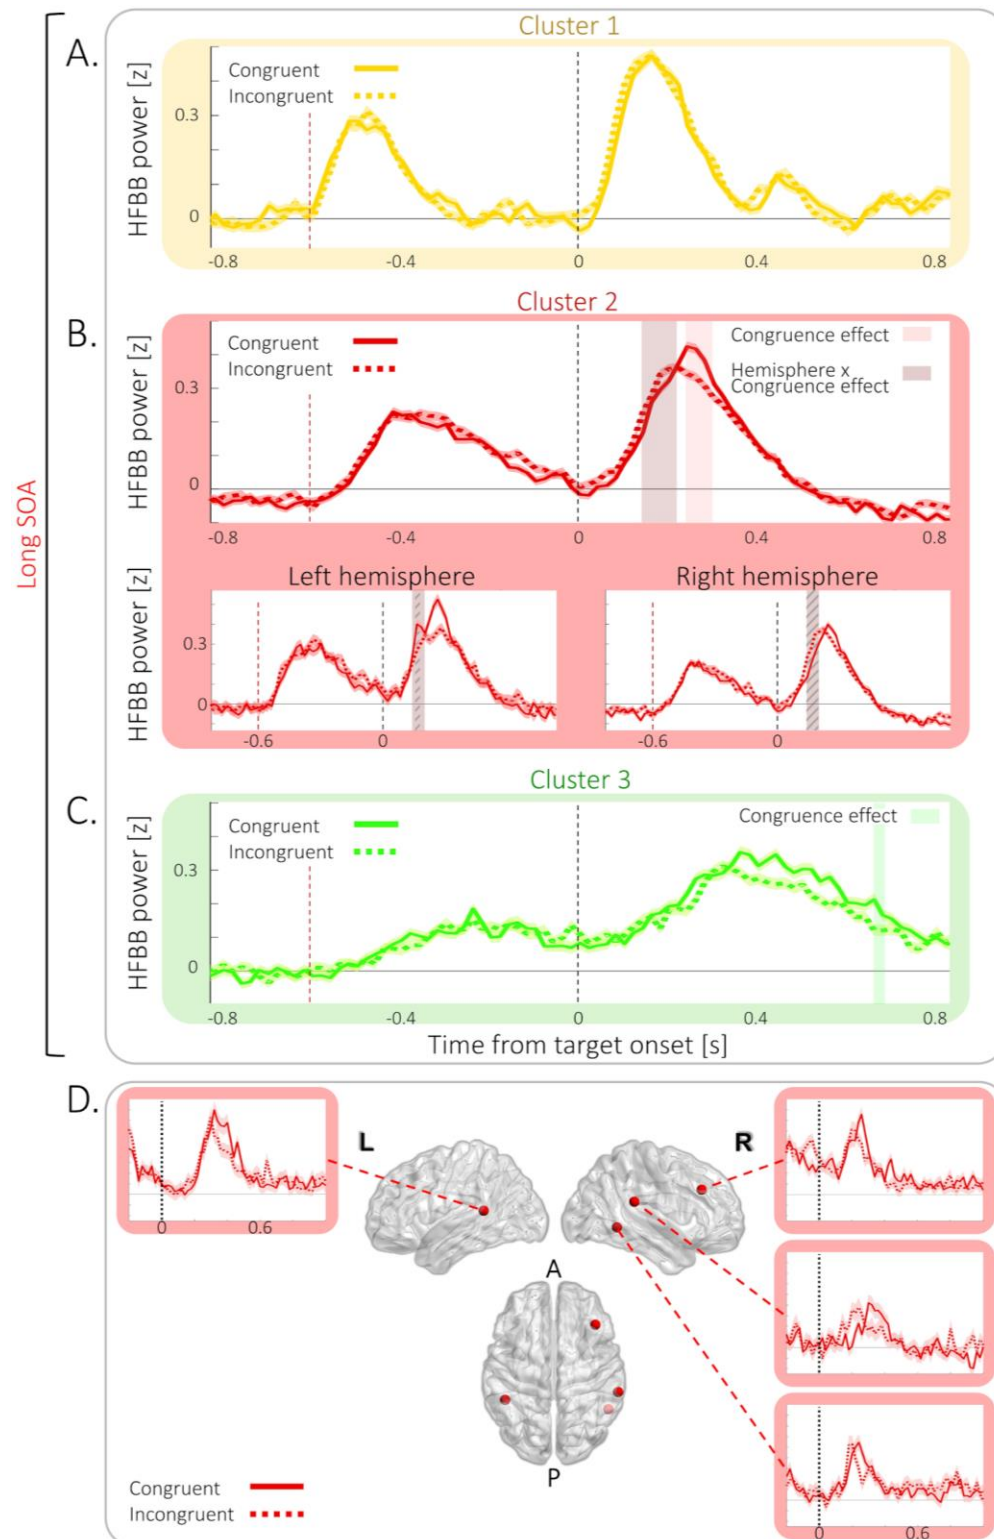 Long SOA
A.
Cluster 1
HFBB power [z]
Congruent
Incongruent
0.3
0
-0.8
-0.4
0
0.4
0.8
B.
Cluster 2
HFBB power [z]
Congruent
Incongruent
Congruence effect
Hemisphere x
Congruence effect
0.3
0
-0.8
-0.4
0
0.4
0.8
HFBB power [z]
Left hemisphere
0.3
0
-0.6
0
Right hemisphere
-0.6
0
C.
Cluster 3
HFBB power [z]
Congruent
Incongruent
Congruence effect
0.3
0
-0.8
-0.4
0
0.4
0.8
Time from target onset [s]
D.
L
R
0
0.6
A
P
0
0.6
Congruent
Incongruent